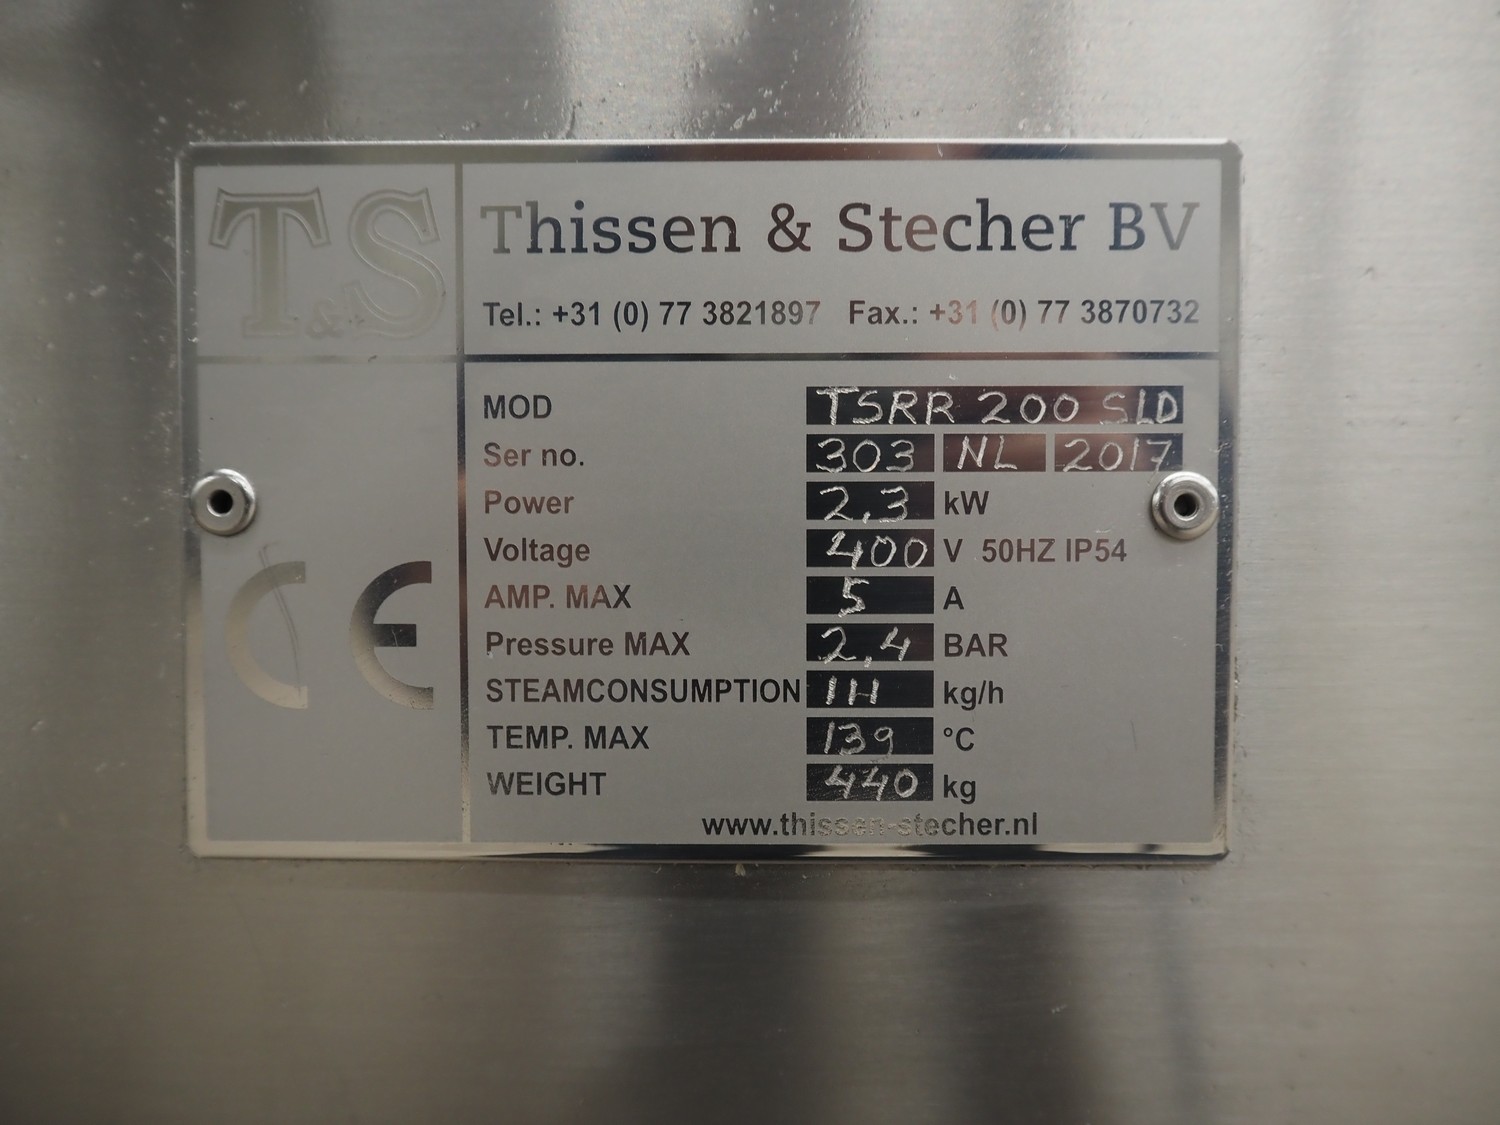 T&S
Thissen & Stecher BV
Tel.: +31 (0) 77 3821897 Fax.: +31 (0) 77 3870732
MOD TSRR 200 SLD
Ser no. 303 NL 2017
Power 2,3 kW
Voltage 400 V 50HZ IP54
AMP. MAX 5 A
Pressure MAX 2,4 BAR
STEAMCONSUMPTION kg/h
TEMP. MAX 139 °C
WEIGHT 440 kg
CE
www.thissen-stecher.nl